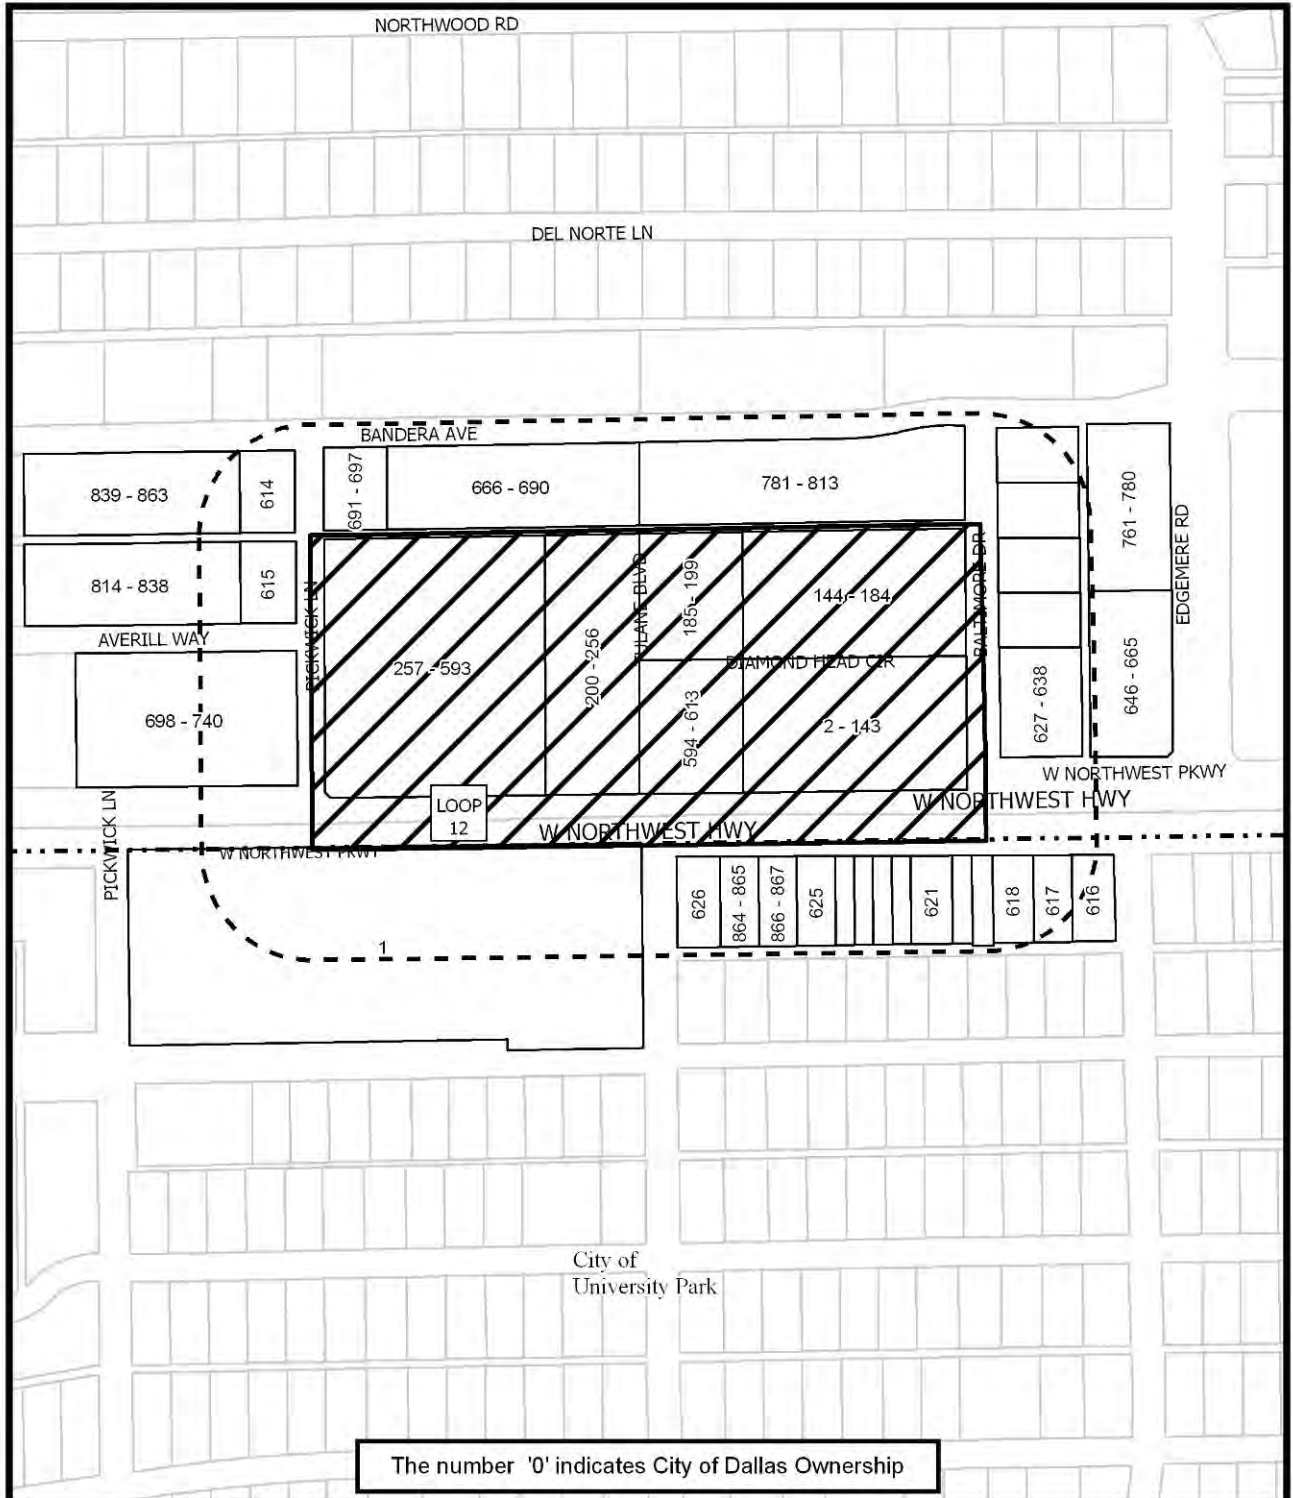 NORTHWOOD RD
DEL NORTE LN
BANDERA AVE
839 - 863
614
691 - 697
666 - 690
781 - 813
761 - 780
EDGEMERE RD
814 - 838
615
PICKWICK LN
TULANE BLVD
185 - 199
144 - 184
BALTIMORE DR
AVERILL WAY
257 - 593
200 - 256
DIAMOND HEAD CIR
698 - 740
594 - 613
2 - 143
627 - 638
646 - 665
W NORTHWEST PKWY
W NORTHWEST HWY
LOOP
12
W NORTHWEST HWY
PICKWICK LN
W NORTHWEST PKWY
626
864 - 865
866 - 867
625
621
618
617
616
1
City of
University Park
The number '0' indicates City of Dallas Ownership